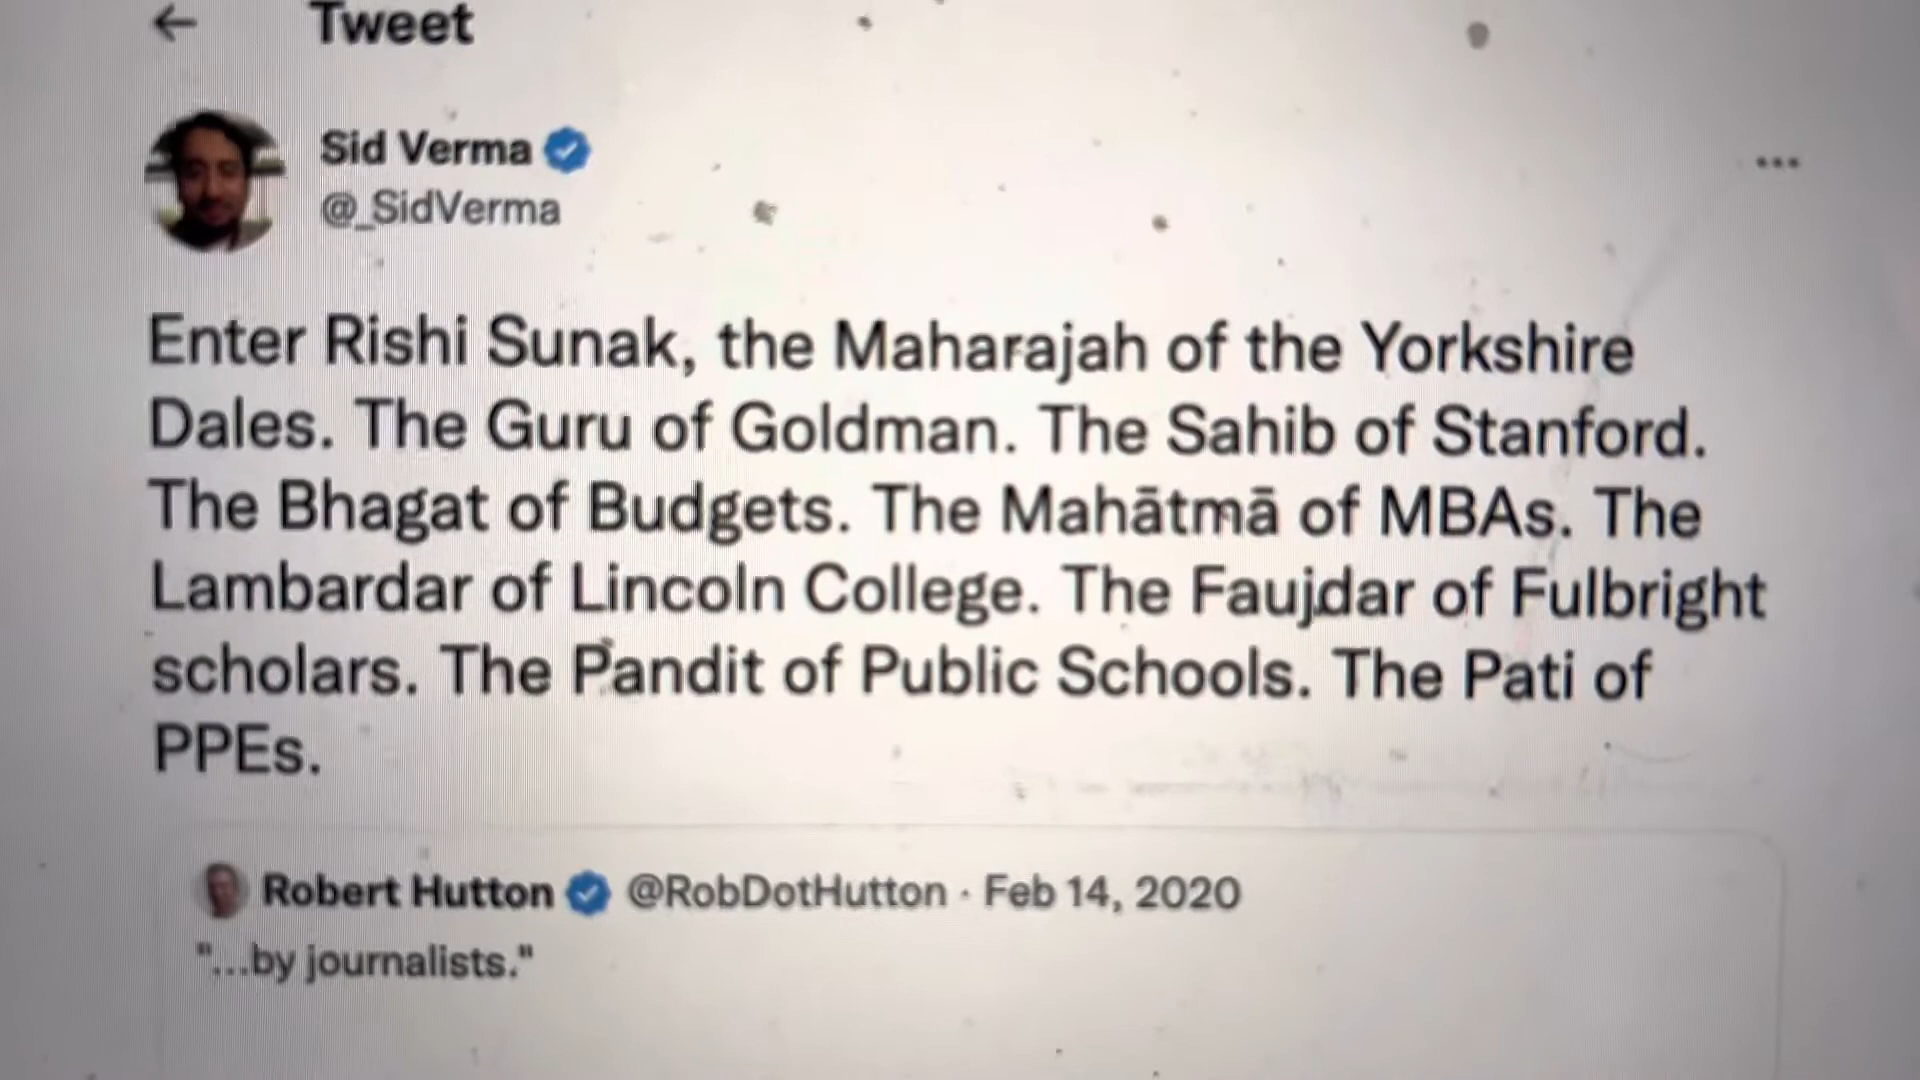 Tweet
Sid Verma
@_SidVerma
Enter Rishi Sunak, the Maharajah of the Yorkshire
Dales. The Guru of Goldman. The Sahib of Stanford.
The Bhagat of Budgets. The Mahātmā of MBAs. The
Lambardar of Lincoln College. The Faujdar of Fulbright
scholars. The Pandit of Public Schools. The Pati of
PPEs.
Robert Hutton @RobDotHutton · Feb 14, 2020
"...by journalists."